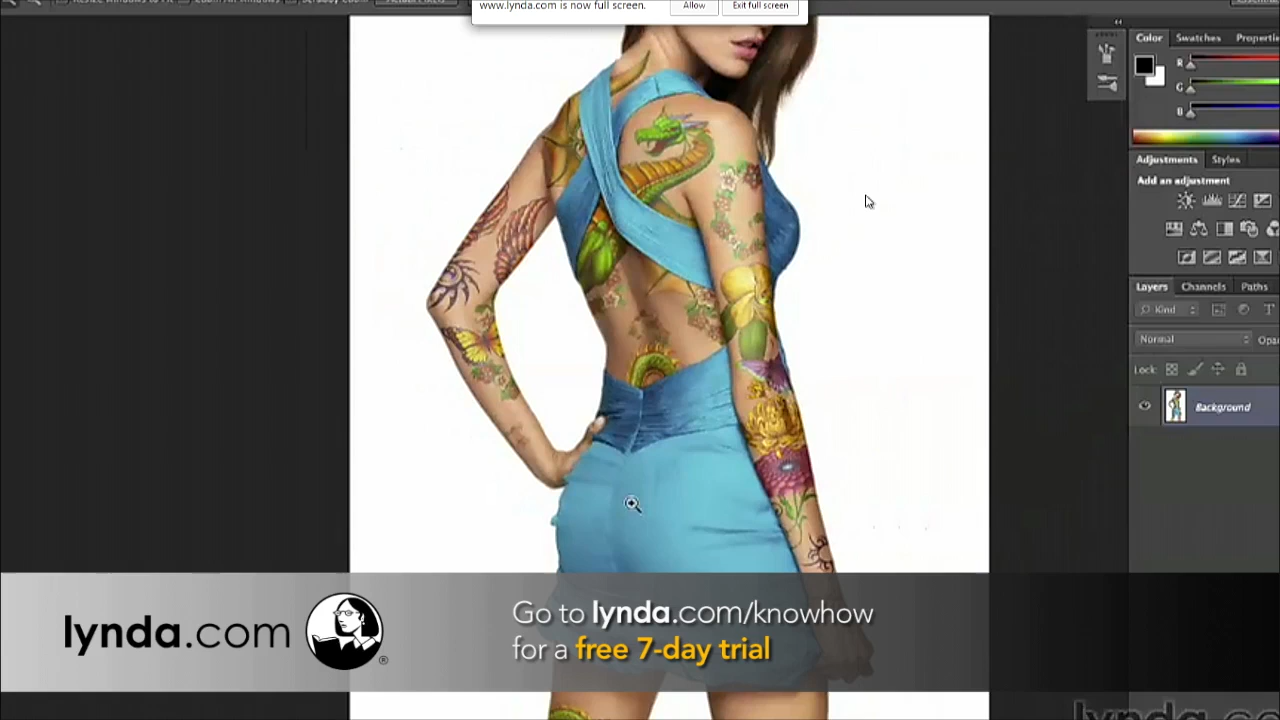 www.lynda.com is now full screen.
Allow
Exit full screen
Color
Swatches
R
G
B
Adjustments
Styles
Add an adjustment
Layers
Channels
Paths
Kind
T
Normal
Lock:
Background
lynda.com
®
Go to lynda.com/knowhow
for a free 7-day trial